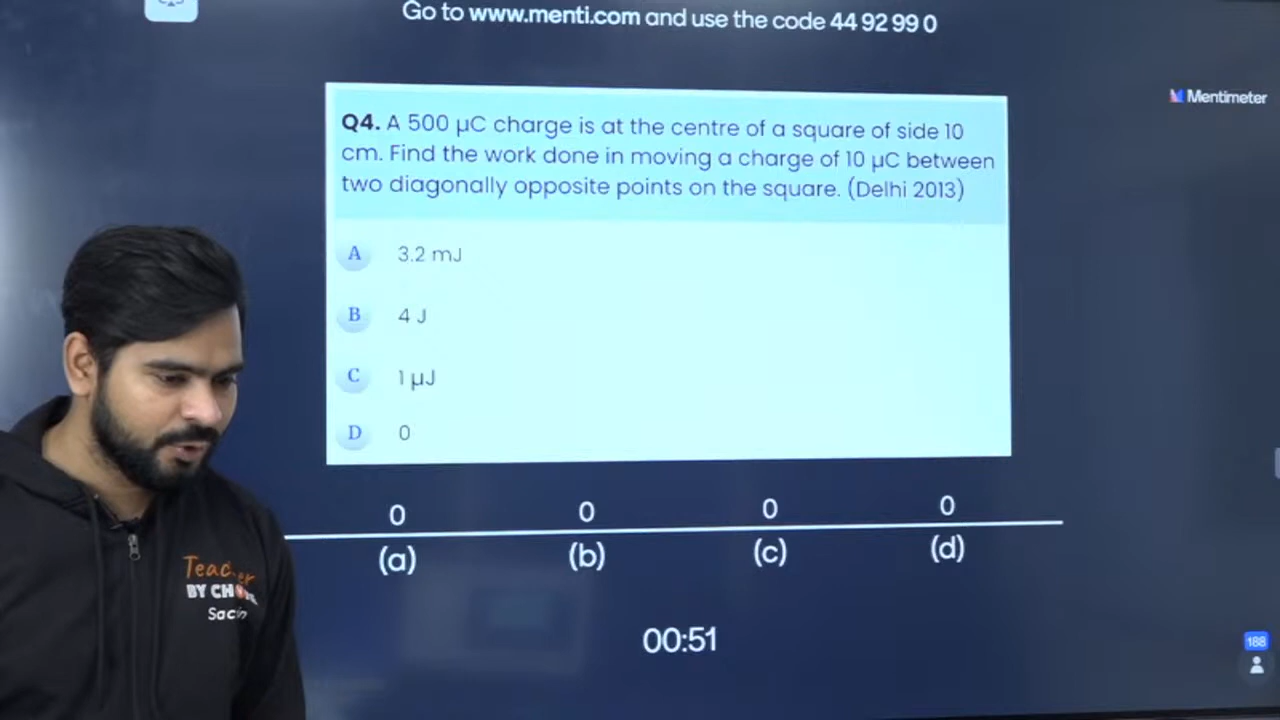 Go to www.menti.com and use the code 44 92 99 0
Mentimeter
Q4. A 500 μC charge is at the centre of a square of side 10
cm. Find the work done in moving a charge of 10 μC between
two diagonally opposite points on the square. (Delhi 2013)
A 3.2 mJ
B 4 J
C 1 μJ
D 0
0 0 0 0
(a) (b) (c) (d)
00:51
188
BY